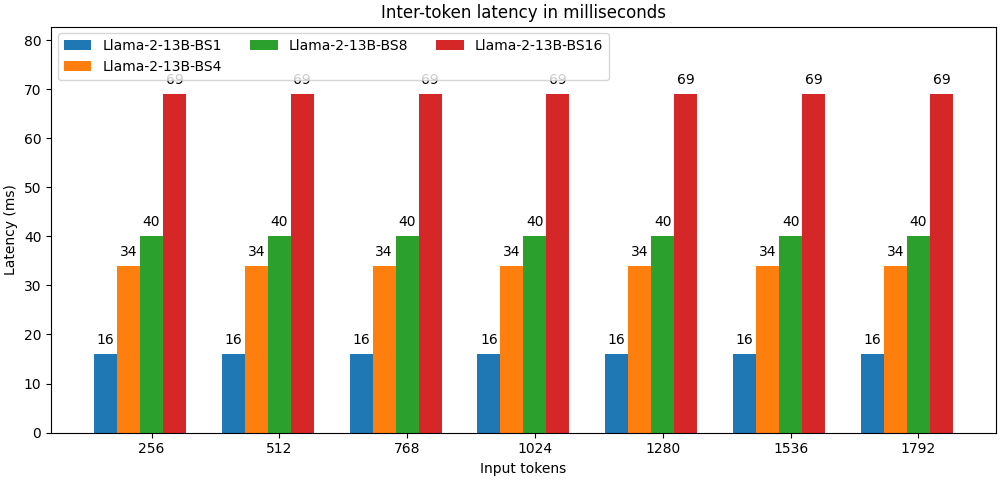 Inter-token latency in milliseconds
Llama-2-13B-BS1 Llama-2-13B-BS8 Llama-2-13B-BS16
Llama-2-13B-BS4
80
70
60
50
40
30
20
10
0
Latency (ms)
69 69 69 69 69 69 69
40 40 40 40 40 40 40
34 34 34 34 34 34 34
16 16 16 16 16 16 16
256 512 768 1024 1280 1536 1792
Input tokens